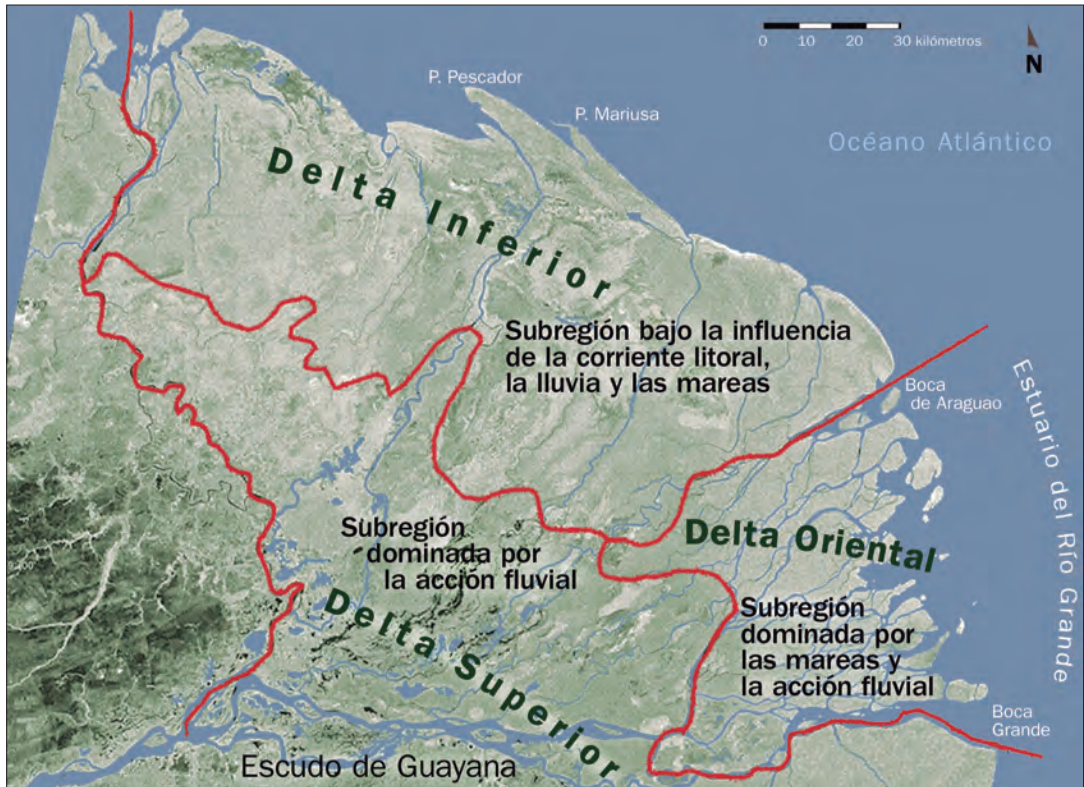 0 10 20 30 kilómetros
N
P. Pescador
P. Mariusa
Océano Atlántico
Delta Inferior
Subregión bajo la influencia
de la corriente litoral,
la lluvia y las mareas
Boca
de Araguao
Estuario del Río Grande
Subregión
dominada por
la acción fluvial
Delta Oriental
Delta Superior
Subregión
dominada por
las mareas y
la acción fluvial
Boca
Grande
Escudo de Guayana